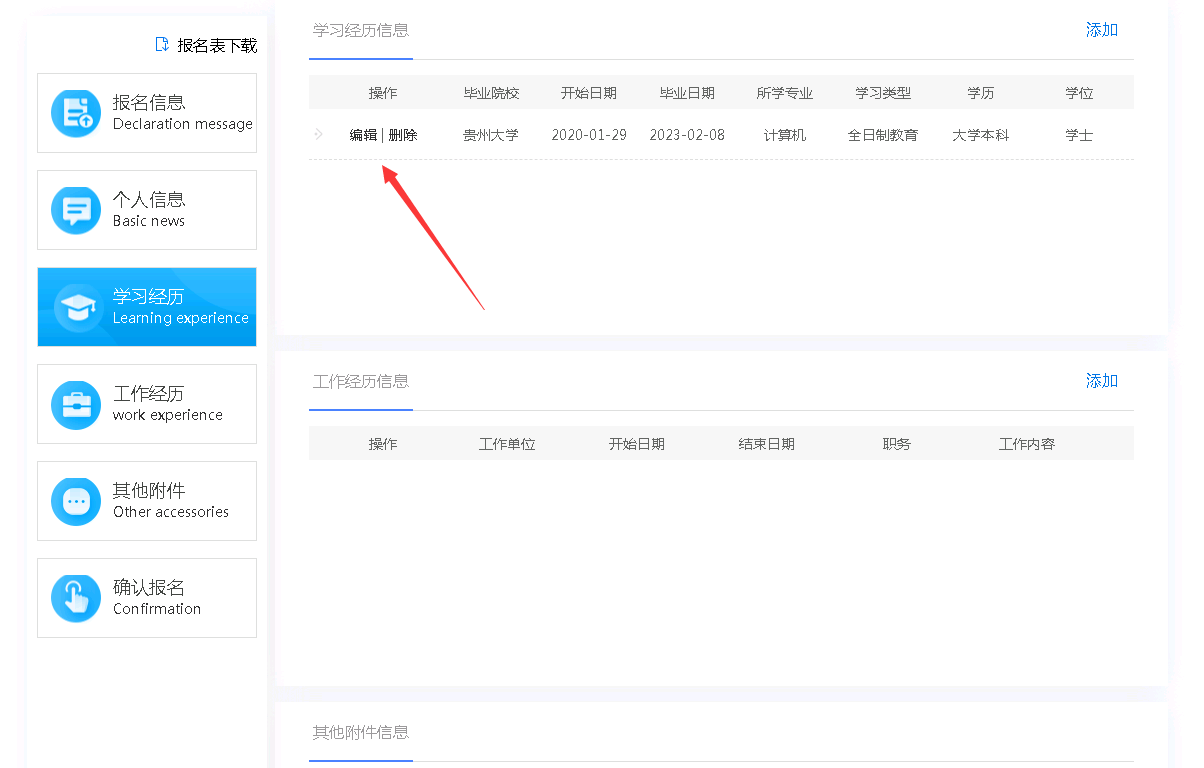 报名表下载
报名信息
Declaration message
个人信息
Basic news
学习经历
Learning experience
工作经历
work experience
其他附件
Other accessories
确认报名
Confirmation
学习经历信息 添加
操作 毕业院校 开始日期 毕业日期 所学专业 学习类型 学历 学位
编辑 | 删除 贵州大学 2020-01-29 2023-02-08 计算机 全日制教育 大学本科 学士
工作经历信息 添加
操作 工作单位 开始日期 结束日期 职务 工作内容
其他附件信息